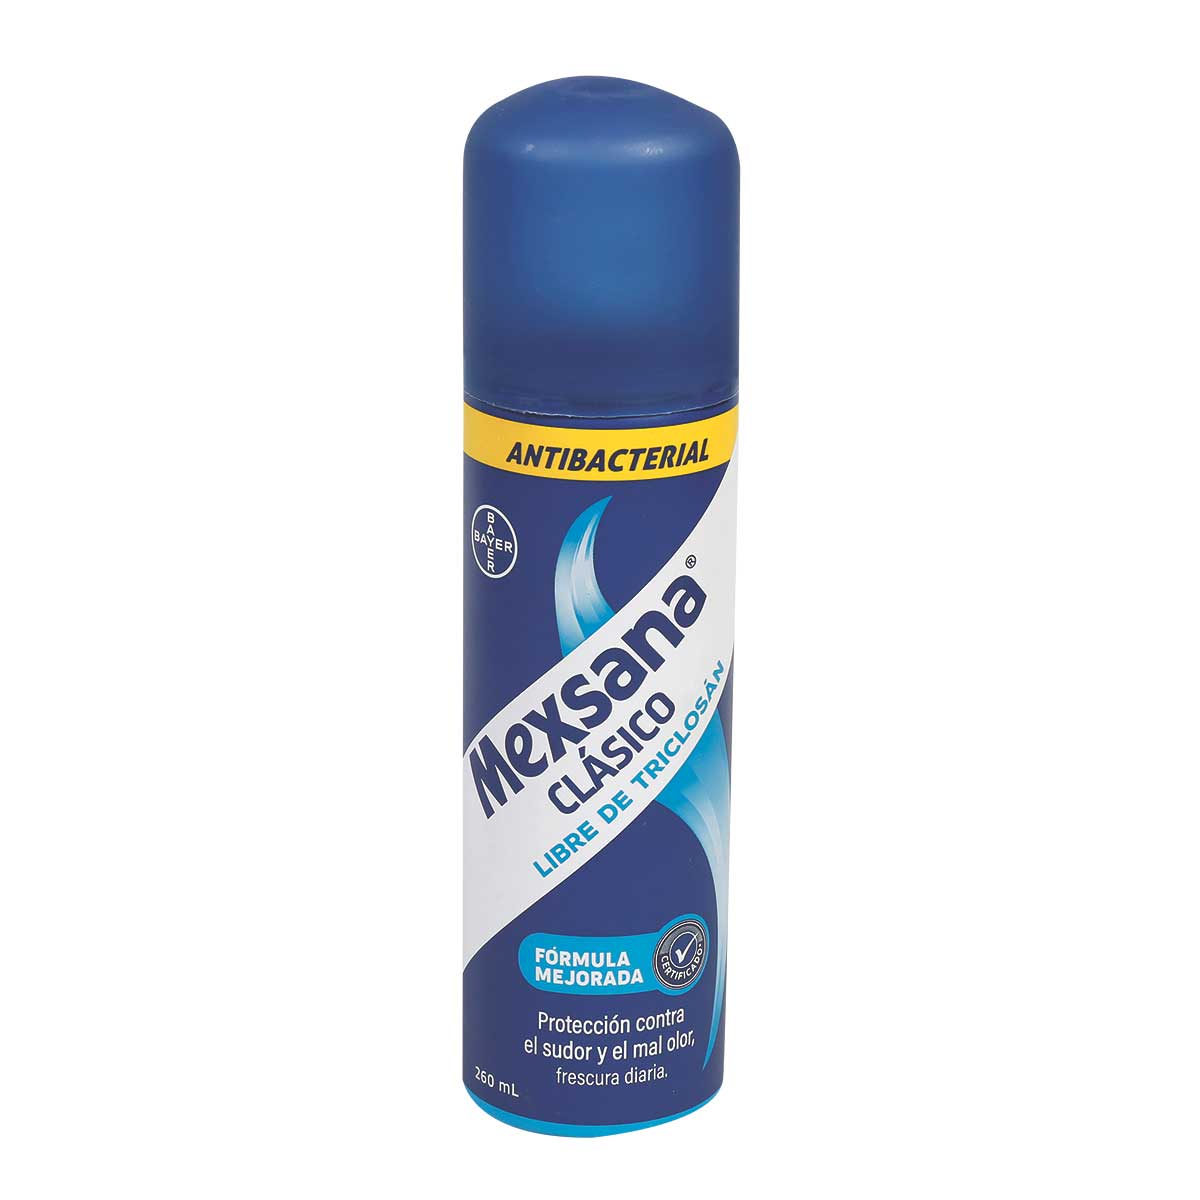 ANTIBACTERIAL
BAYER
BAYER
Mexsana®
CLÁSICO
LIBRE DE TRICLOSÁN
FÓRMULA
MEJORADA
CERTIFICADO
Protección contra
el sudor y el mal olor,
frescura diaria.
260 mL